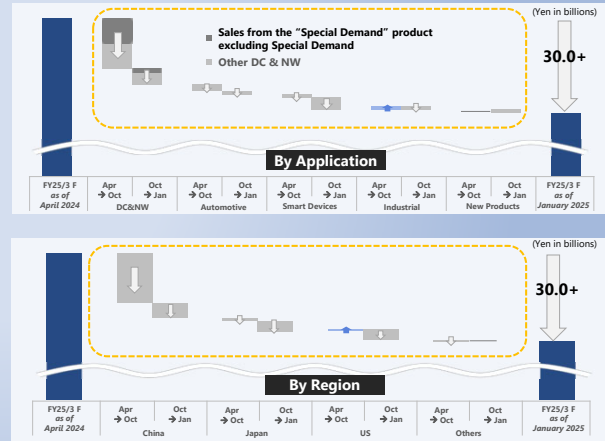 (Yen in billions)
Sales from the "Special Demand" product
excluding Special Demand
Other DC & NW
30.0+
By Application
FY25/3 F
as of
April 2024
Apr
➔ Oct
Oct
➔ Jan
DC&NW
Apr
➔ Oct
Oct
➔ Jan
Automotive
Apr
➔ Oct
Oct
➔ Jan
Smart Devices
Apr
➔ Oct
Oct
➔ Jan
Industrial
Apr
➔ Oct
Oct
➔ Jan
New Products
FY25/3 F
as of
January 2025
(Yen in billions)
30.0+
By Region
FY25/3 F
as of
April 2024
Apr
➔ Oct
Oct
➔ Jan
China
Apr
➔ Oct
Oct
➔ Jan
Japan
Apr
➔ Oct
Oct
➔ Jan
US
Apr
➔ Oct
Oct
➔ Jan
Others
FY25/3 F
as of
January 2025